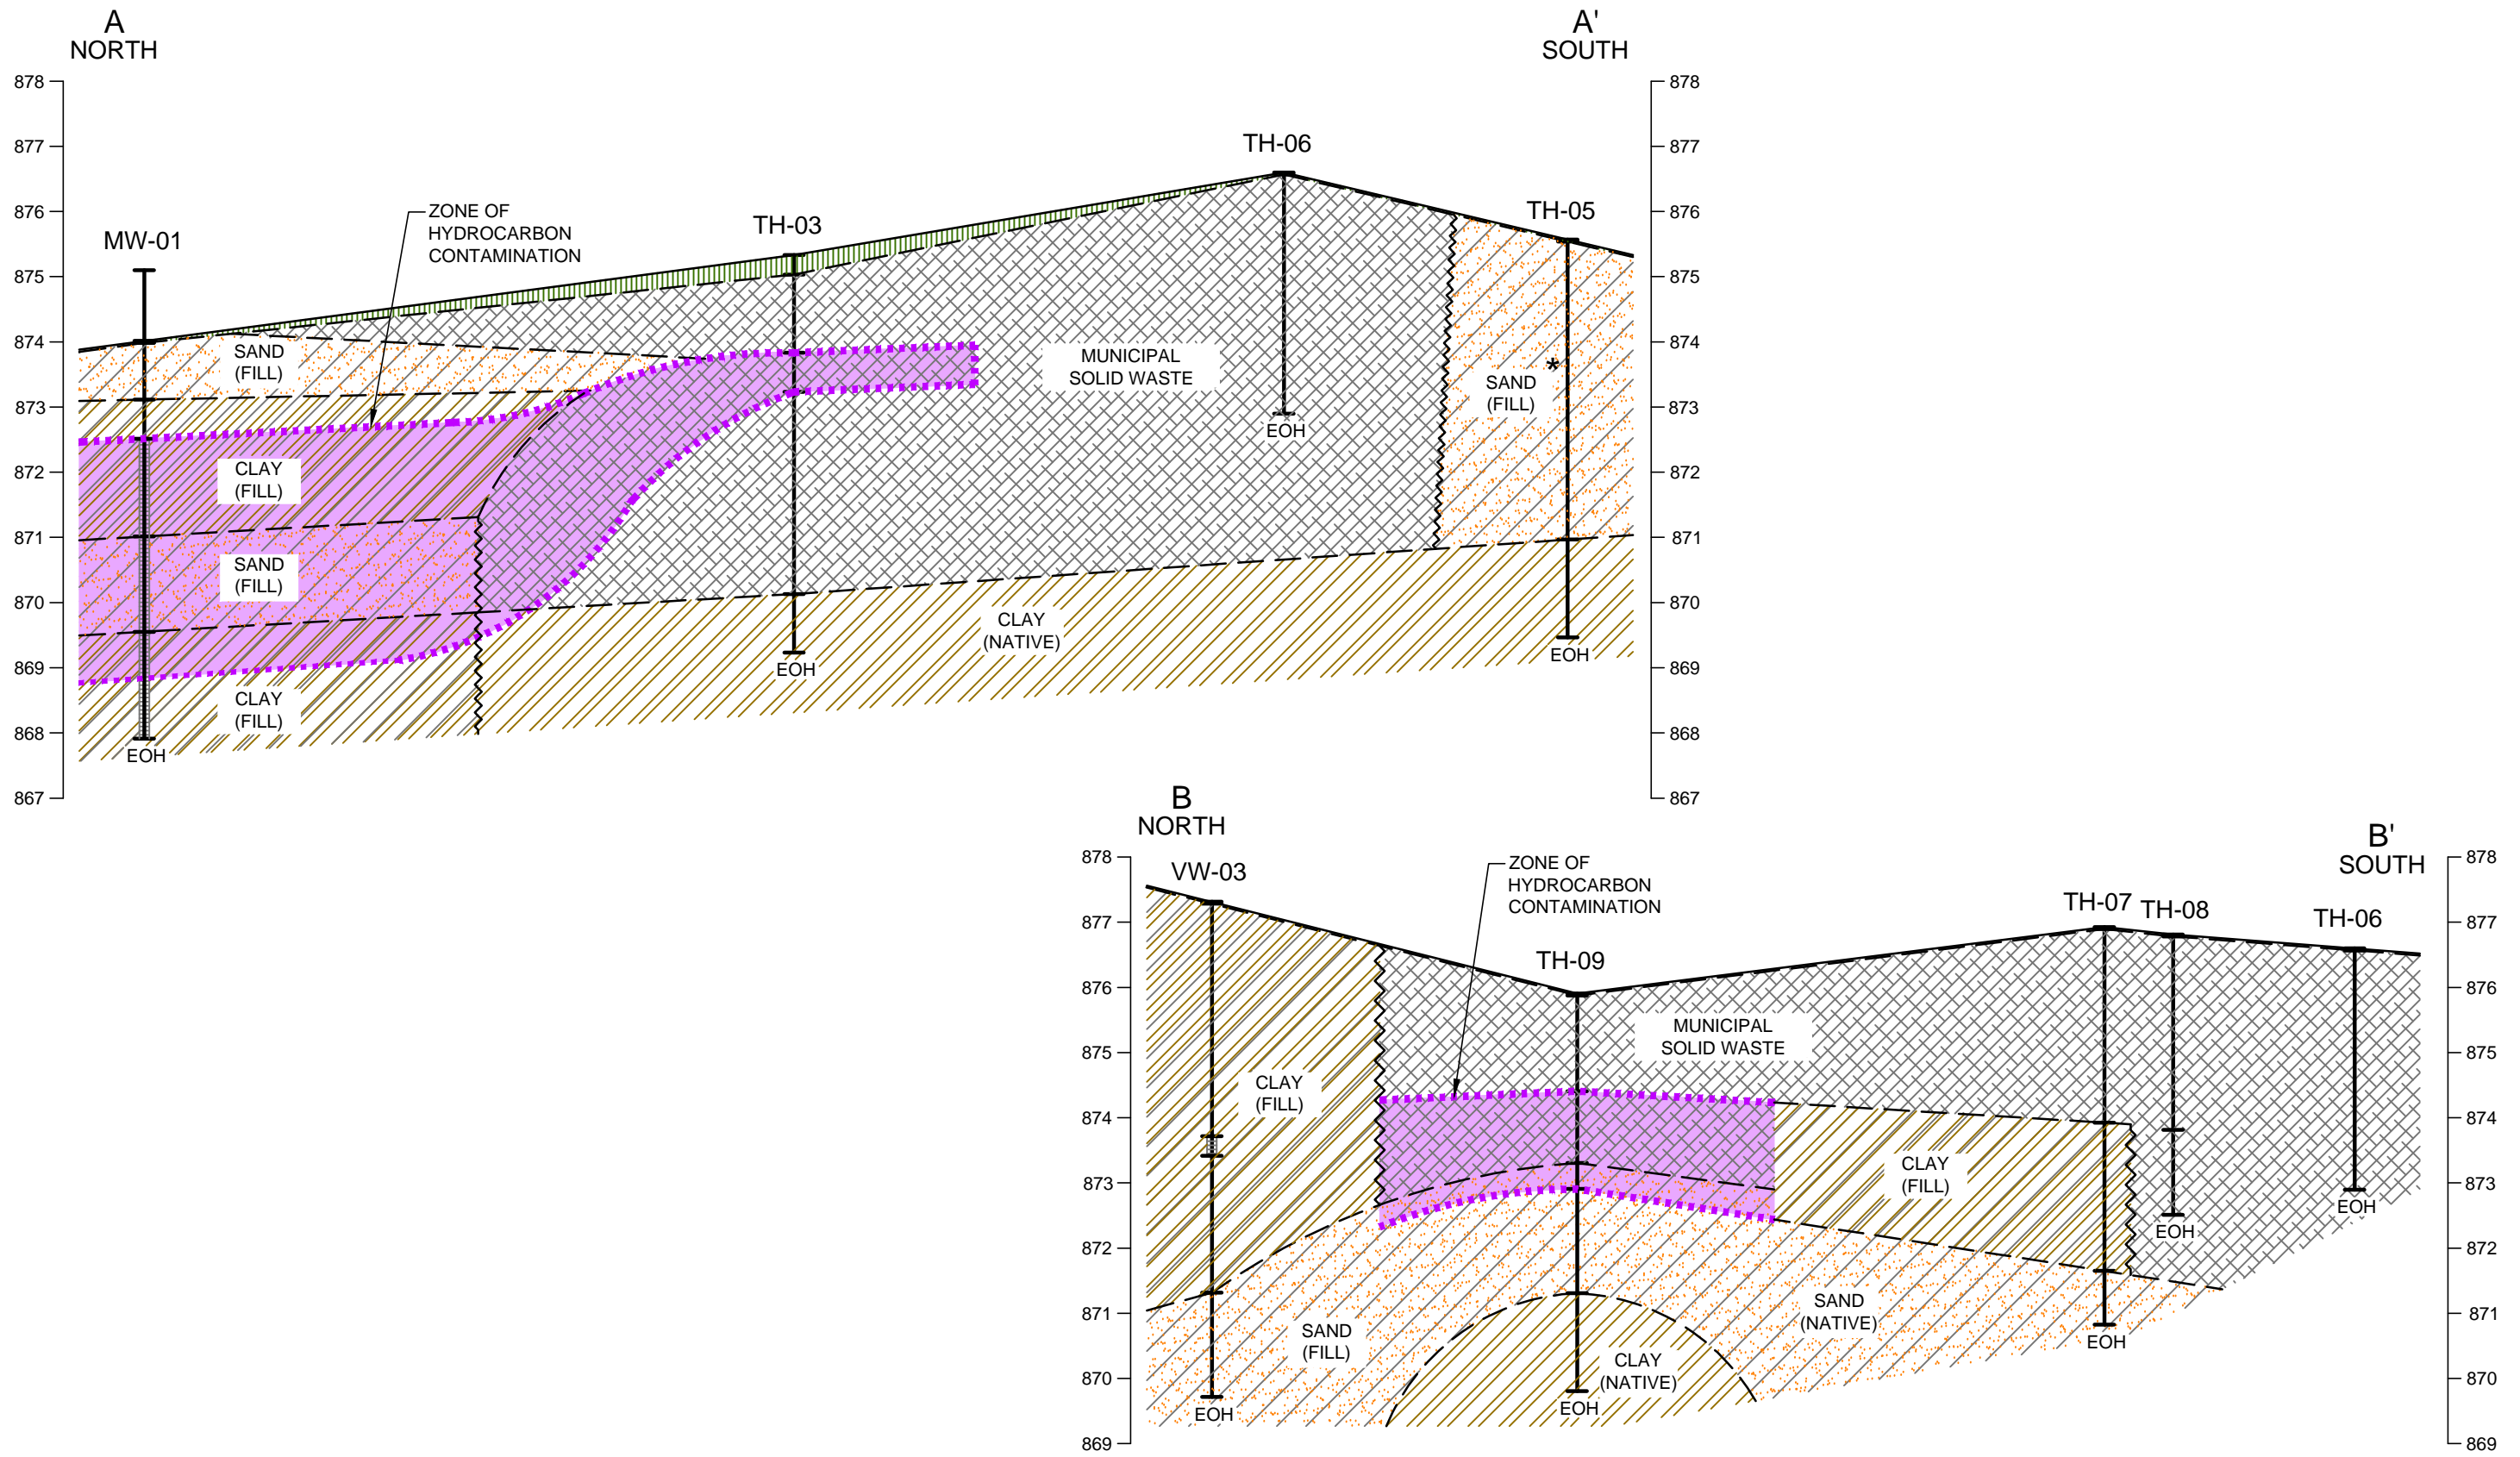 A
NORTH
A'
SOUTH
878
877
876
875
874
873
872
871
870
869
868
867
878
877
876
875
874
873
872
871
870
869
868
867
MW-01
TH-03
TH-06
TH-05
ZONE OF
HYDROCARBON
CONTAMINATION
SAND
(FILL)
CLAY
(FILL)
SAND
(FILL)
CLAY
(FILL)
MUNICIPAL
SOLID WASTE
SAND
(FILL)
*
CLAY
(NATIVE)
EOH
EOH
EOH
EOH
B
NORTH
B'
SOUTH
878
877
876
875
874
873
872
871
870
869
878
877
876
875
874
873
872
871
870
869
VW-03
TH-09
TH-07
TH-08
TH-06
ZONE OF
HYDROCARBON
CONTAMINATION
MUNICIPAL
SOLID WASTE
CLAY
(FILL)
CLAY
(FILL)
SAND
(FILL)
SAND
(NATIVE)
CLAY
(NATIVE)
EOH
EOH
EOH
EOH
EOH